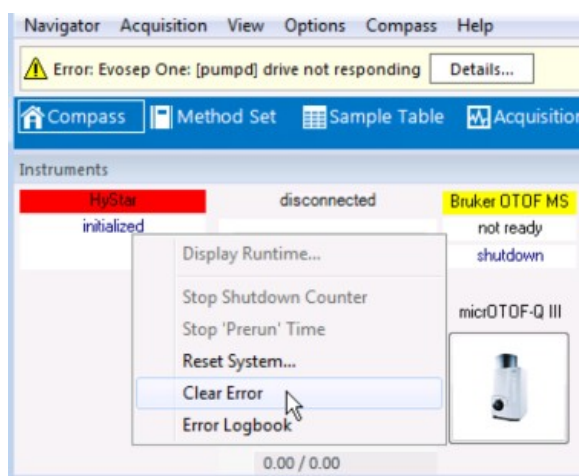 Navigator Acquisition View Options Compass Help
Error: Evosep One: [pumpd] drive not responding Details...
Compass Method Set Sample Table Acquisition
Instruments
HyStar disconnected Bruker OTOF MS
initialized not ready
shutdown
Display Runtime...
Stop Shutdown Counter
Stop 'Prerun' Time
Reset System...
Clear Error
Error Logbook
micrOTOF-Q III
0.00 / 0.00